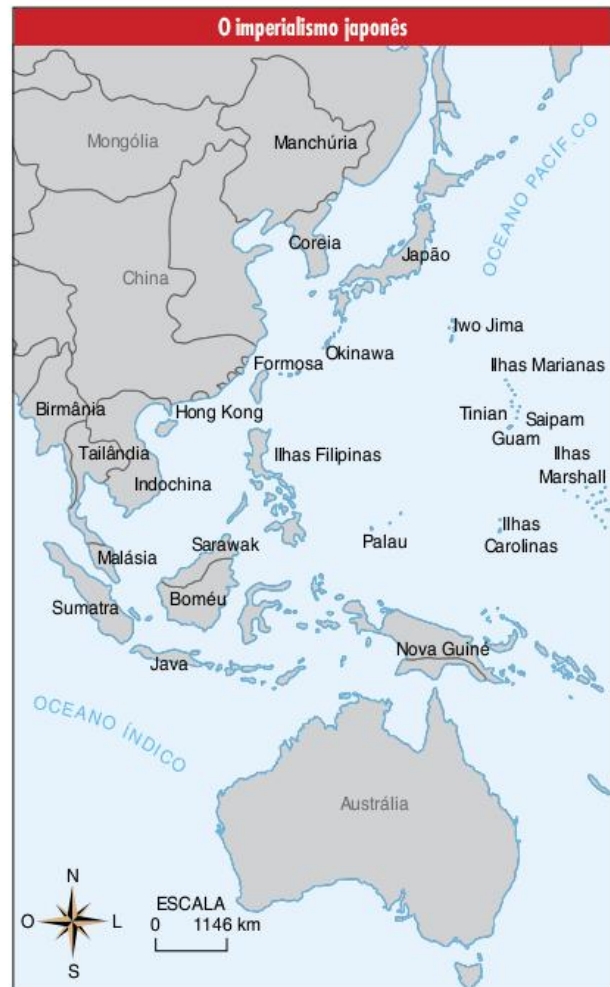 O imperialismo japonês
Mongólia
Manchúria
OCEANO PACÍF.CO
Coreia
Japão
China
Iwo Jima
Okinawa
Formosa
Ilhas Marianas
Birmânia
Hong Kong
Tinian
Saipam
Guam
Tailândia
Ilhas Filipinas
Ilhas
Marshall
Indochina
Ilhas
Carolinas
Palau
Sarawak
Malásia
Boméu
Sumatra
Nova Guiné
Java
OCEANO ÍNDICO
Austrália
N
O
L
S
ESCALA
0 1146 km